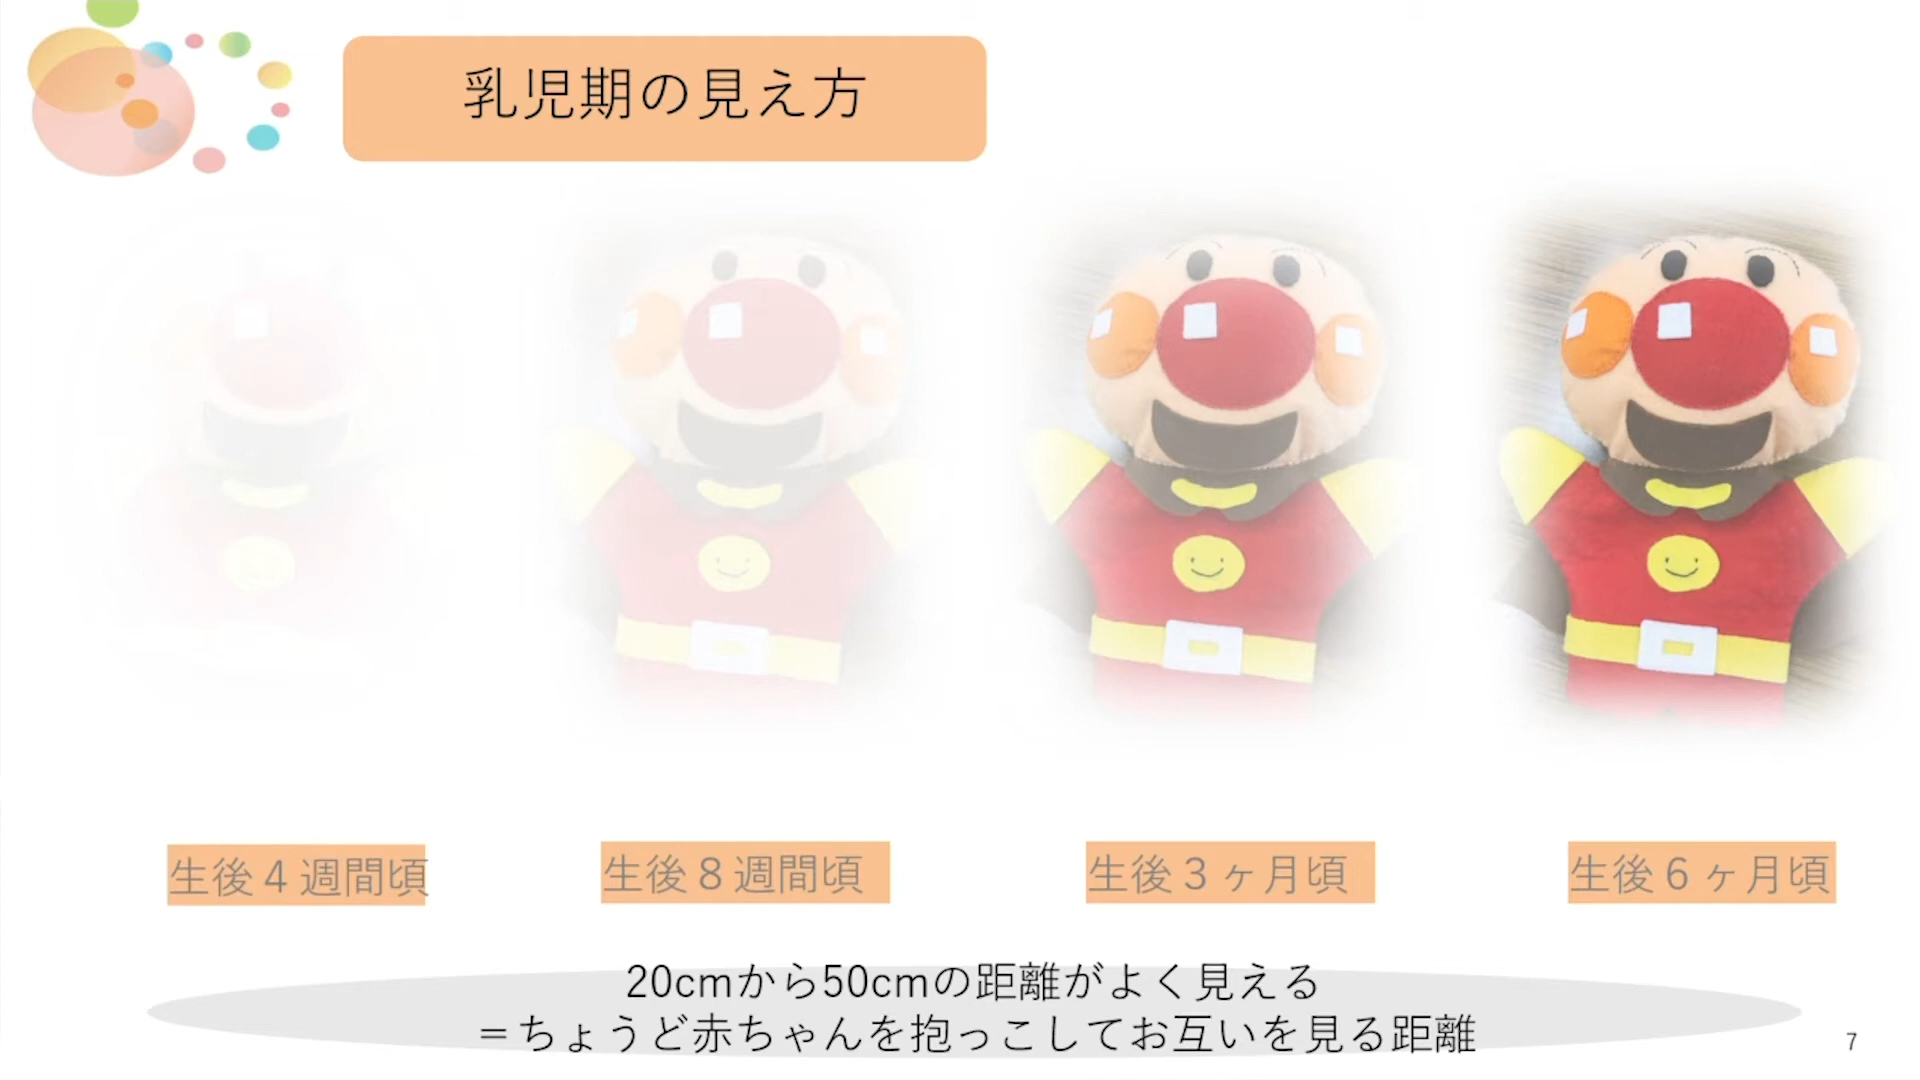 乳児期の見え方
生後４週間頃
生後８週間頃
生後３ヶ月頃
生後６ヶ月頃
20cmから50cmの距離がよく見える
＝ちょうど赤ちゃんを抱っこしてお互いを見る距離
7